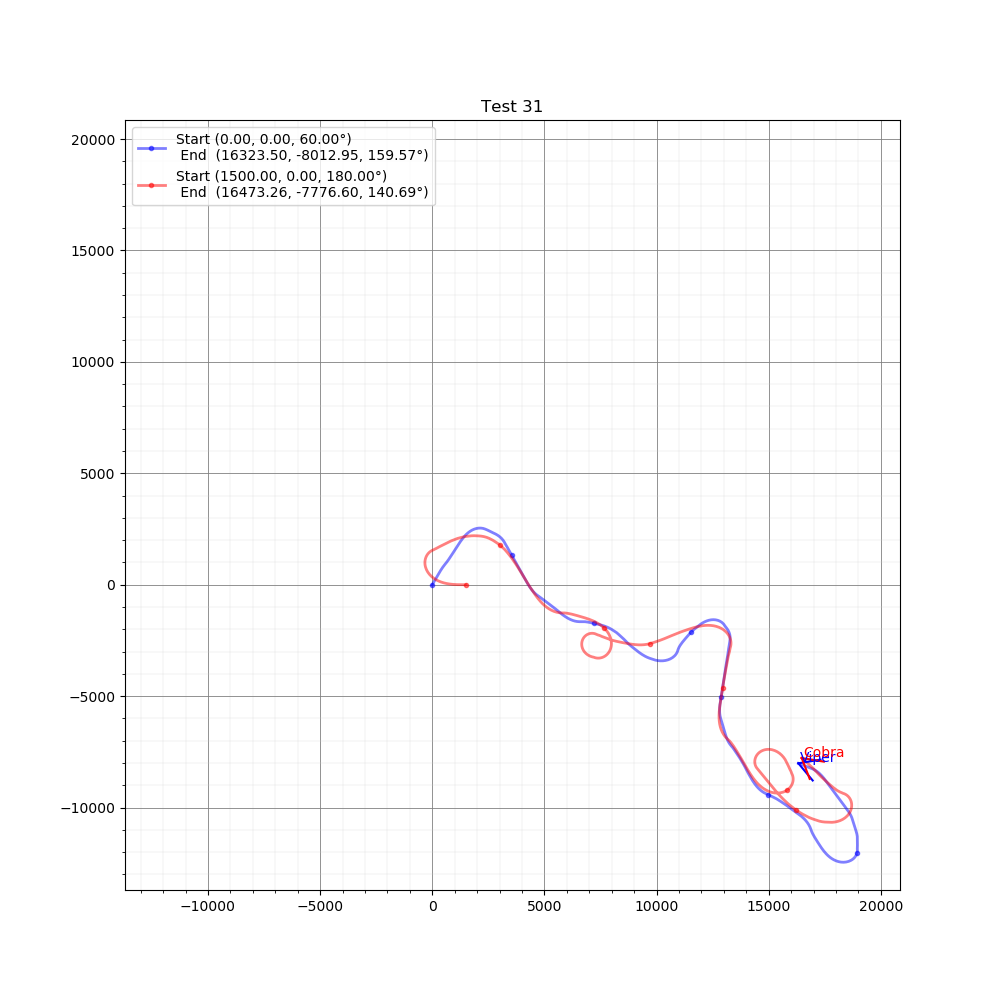 Test 31
Start (0.00, 0.00, 60.00°)
End (16323.50, -8012.95, 159.57°)
Start (1500.00, 0.00, 180.00°)
End (16473.26, -7776.60, 140.69°)
20000
15000
10000
5000
0
−5000
−10000
Cobra
Viper
−10000 −5000 0 5000 10000 15000 20000